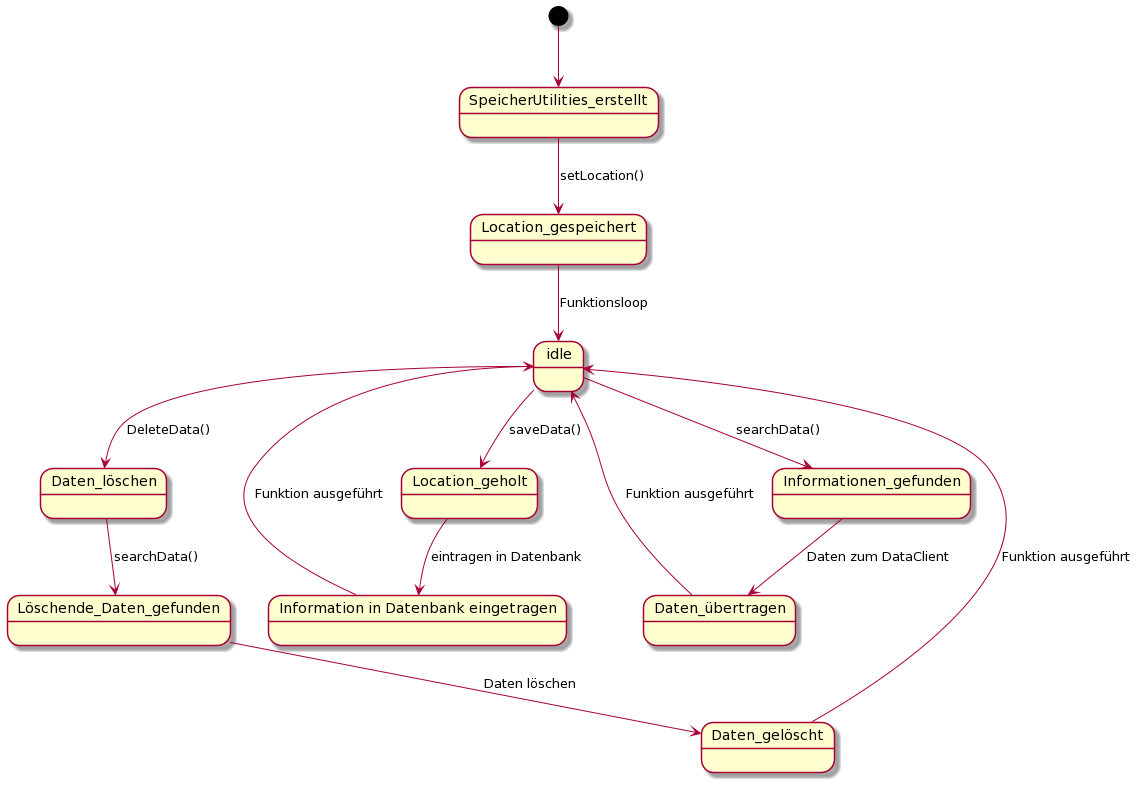 SpeicherUtilities_erstellt
setLocation()
Location_gespeichert
Funktionsloop
idle
DeleteData()
saveData()
searchData()
Daten_löschen
Location_geholt
Informationen_gefunden
Funktion ausgeführt
Funktion ausgeführt
searchData()
eintragen in Datenbank
Daten zum DataClient
Funktion ausgeführt
Löschende_Daten_gefunden
Information in Datenbank eingetragen
Daten_übertragen
Daten löschen
Daten_gelöscht